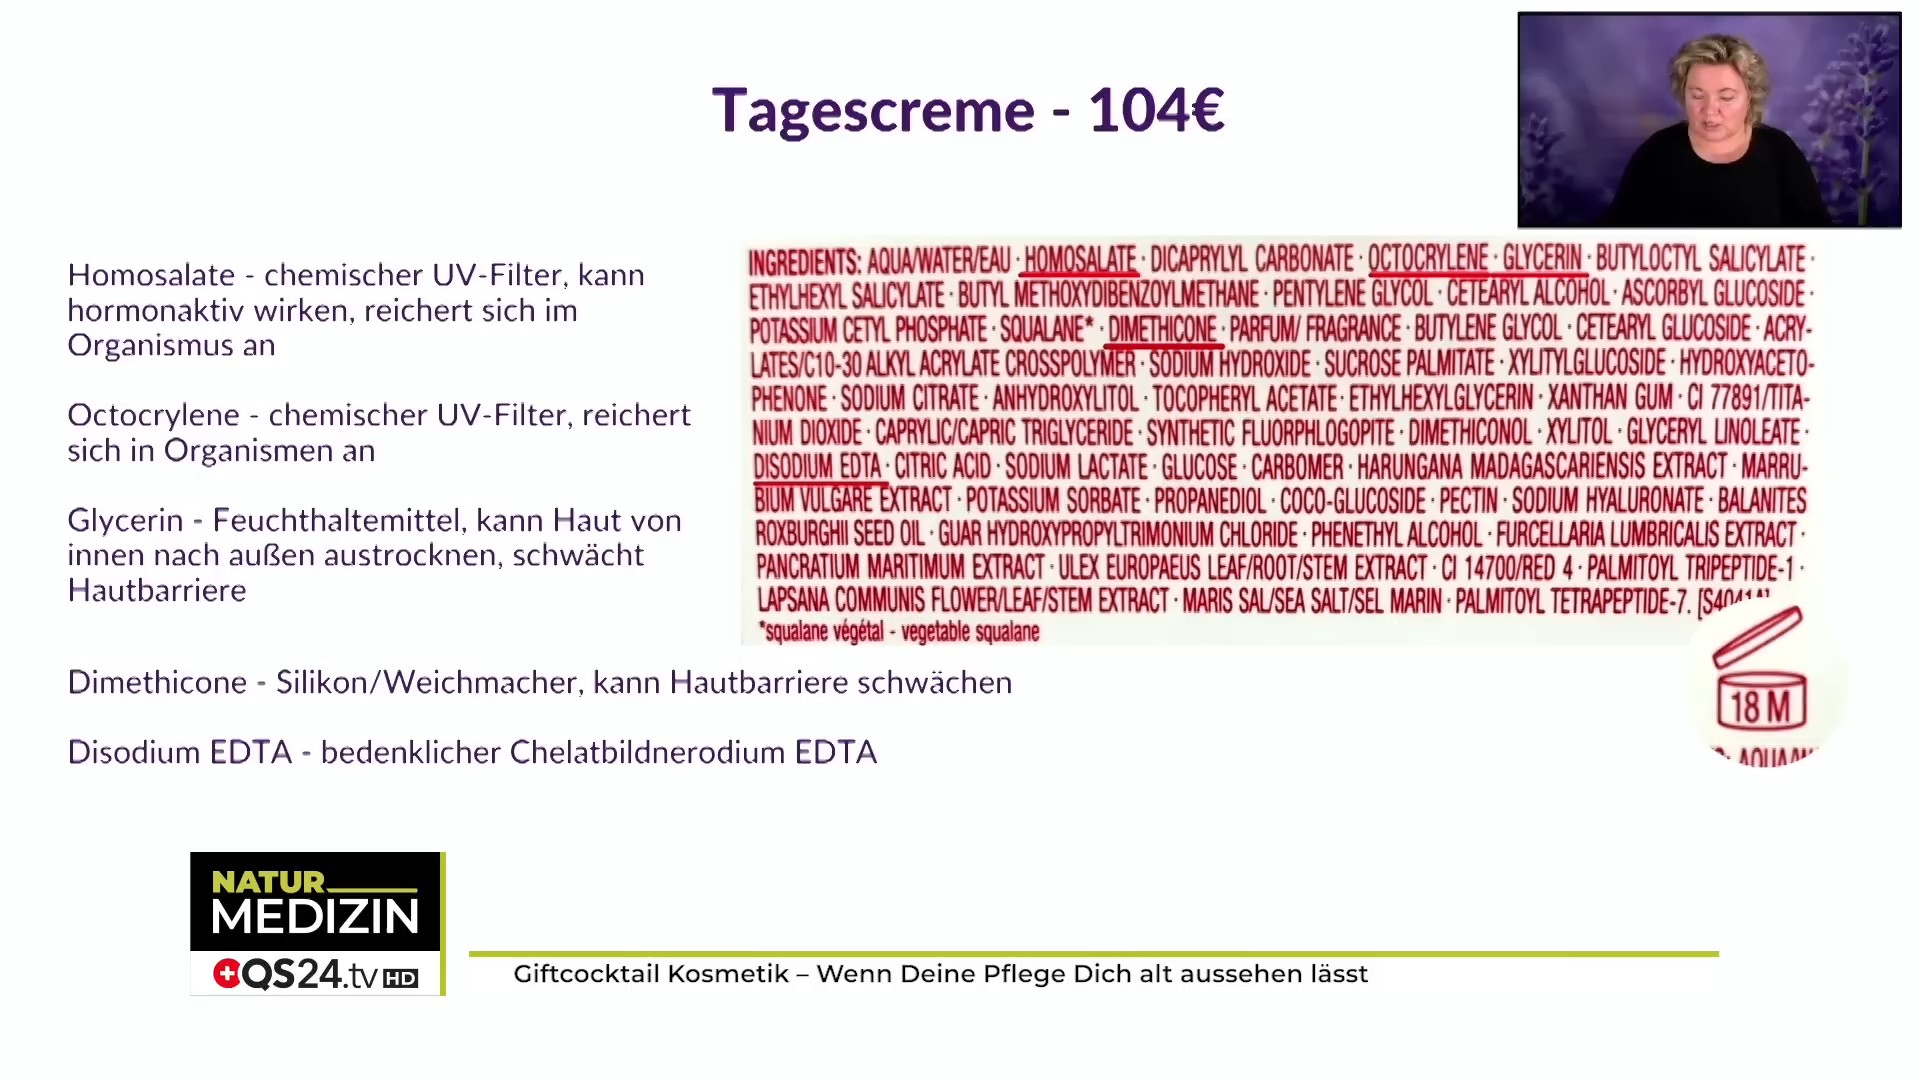 Tagescreme - 104€
Homosalate - chemischer UV-Filter, kann
hormonaktiv wirken, reichert sich im
Organismus an
Octocrylene - chemischer UV-Filter, reichert
sich in Organismen an
Glycerin - Feuchthaltemittel, kann Haut von
innen nach außen austrocknen, schwächt
Hautbarriere
Dimethicone - Silikon/Weichmacher, kann Hautbarriere schwächen
Disodium EDTA - bedenklicher Chelatbildnerodium EDTA
INGREDIENTS: AQUA/WATER/EAU · HOMOSALATE · DICAPRYLYL CARBONATE · OCTOCRYLENE · GLYCERIN · BUTYLOCTYL SALICYLATE ·
ETHYLHEXYL SALICYLATE · BUTYL METHOXYDIBENZOYLMETHANE · PENTYLENE GLYCOL · CETEARYL ALCOHOL · ASCORBYL GLUCOSIDE ·
POTASSIUM CETYL PHOSPHATE · SQUALANE* · DIMETHICONE · PARFUM/ FRAGRANCE · BUTYLENE GLYCOL · CETEARYL GLUCOSIDE · ACRY-
LATES/C10-30 ALKYL ACRYLATE CROSSPOLYMER · SODIUM HYDROXIDE · SUCROSE PALMITATE · XYLITYLGLUCOSIDE · HYDROXYACETO-
PHENONE · SODIUM CITRATE · ANHYDROXYLITOL · TOCOPHERYL ACETATE · ETHYLHEXYLGLYCERIN · XANTHAN GUM · CI 77891/TITA-
NIUM DIOXIDE · CAPRYLIC/CAPRIC TRIGLYCERIDE · SYNTHETIC FLUORPHLOGOPITE · DIMETHICONOL · XYLITOL · GLYCERYL LINOLEATE ·
DISODIUM EDTA · CITRIC ACID · SODIUM LACTATE · GLUCOSE · CARBOMER · HARUNGANA MADAGASCARIENSIS EXTRACT · MARRU-
BIUM VULGARE EXTRACT · POTASSIUM SORBATE · PROPANEDIOL · COCO-GLUCOSIDE · PECTIN · SODIUM HYALURONATE · BALANITES
ROXBURGHII SEED OIL · GUAR HYDROXYPROPYLTRIMONIUM CHLORIDE · PHENETHYL ALCOHOL · FURCELLARIA LUMBRICALIS EXTRACT ·
PANCRATIUM MARITIMUM EXTRACT · ULEX EUROPAEUS LEAF/ROOT/STEM EXTRACT · CI 14700/RED 4 · PALMITOYL TRIPEPTIDE-1 ·
LAPSANA COMMUNIS FLOWER/LEAF/STEM EXTRACT · MARIS SAL/SEA SALT/SEL MARIN · PALMITOYL TETRAPEPTIDE-7.
*squalane végétal - vegetable squalane
18 M
NATUR
MEDIZIN
QS24.tv HD
Giftcocktail Kosmetik – Wenn Deine Pflege Dich alt aussehen lässt